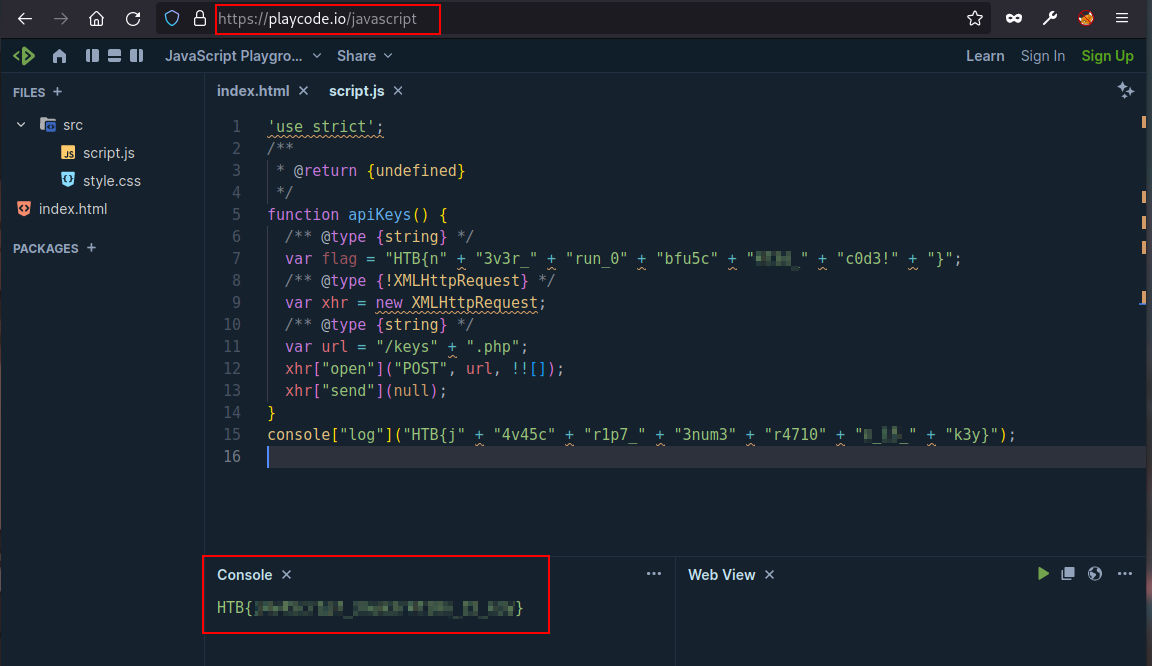 https://playcode.io/javascript
JavaScript Playgro... Share Learn Sign In Sign Up
FILES +
src
script.js
style.css
index.html
PACKAGES +
index.html × script.js ×
1 'use strict';
2 /**
3 * @return {undefined}
4 */
5 function apiKeys() {
6 /** @type {string} */
7 var flag = "HTB{n" + "3v3r_" + "run_0" + "bfu5c" + " _" + "c0d3!" + "}";
8 /** @type {!XMLHttpRequest} */
9 var xhr = new XMLHttpRequest;
10 /** @type {string} */
11 var url = "/keys" + ".php";
12 xhr["open"]("POST", url, !![]);
13 xhr["send"](null);
14 }
15 console["log"]("HTB{j" + "4v45c" + "r1p7_" + "3num3" + "r4710" + " _ _" + "k3y}");
16
Console × ...
HTB{ }
Web View × ...